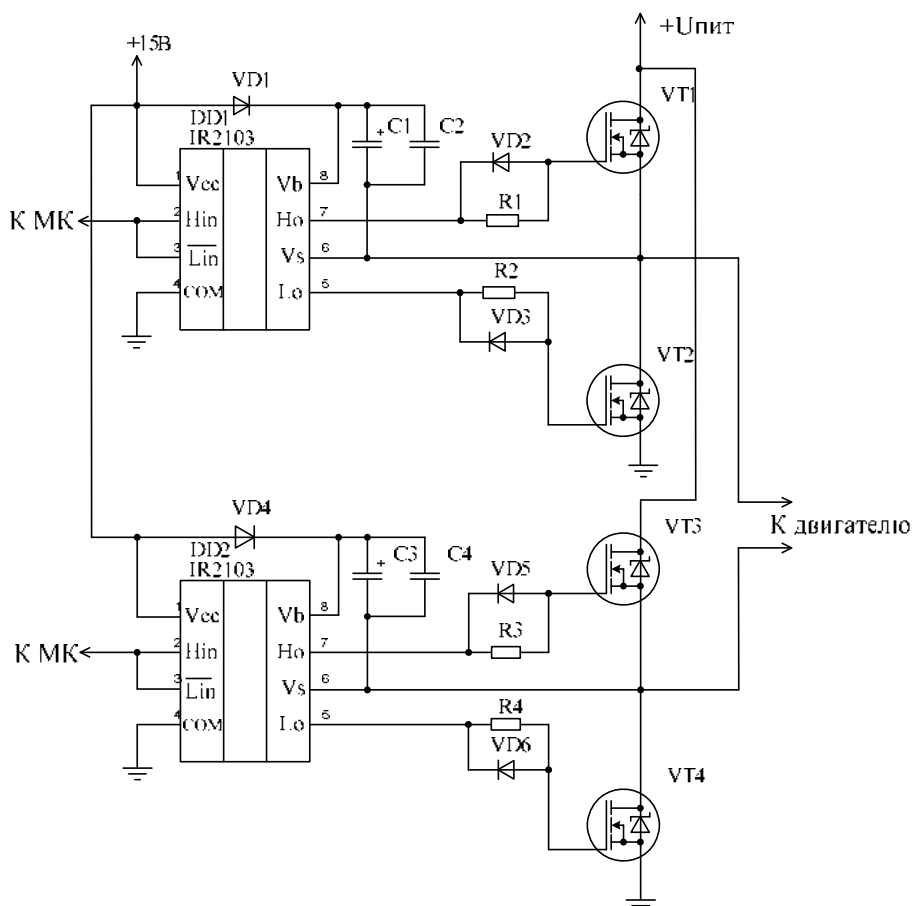 +Uпит
+15В
VD1
VT1
DD1
IR2103
C1
C2
VD2
1
Vcc
Vb
8
R1
К МК
2
Hin
Ho
7
3
Lin
Vs
6
R2
4
COM
Lo
5
VD3
VT2
VD4
К двигателю
VT3
DD2
IR2103
C3
C4
VD5
1
Vcc
Vb
8
R3
К МК
2
Hin
Ho
7
3
Lin
Vs
6
R4
4
COM
Lo
5
VD6
VT4